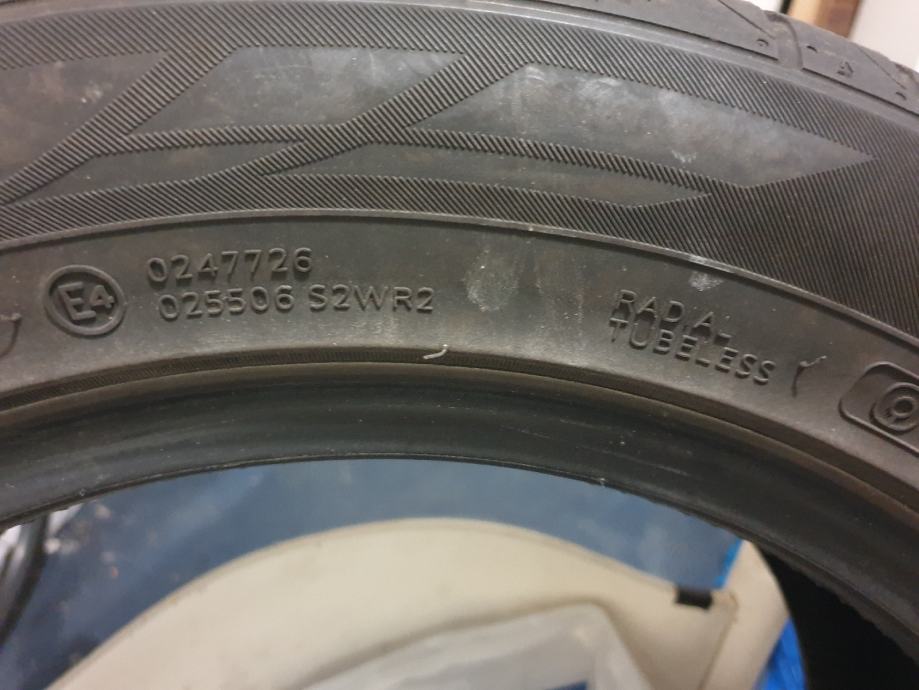 E4
0247726
025506 S2WR2
RADIAL
TUBELESS